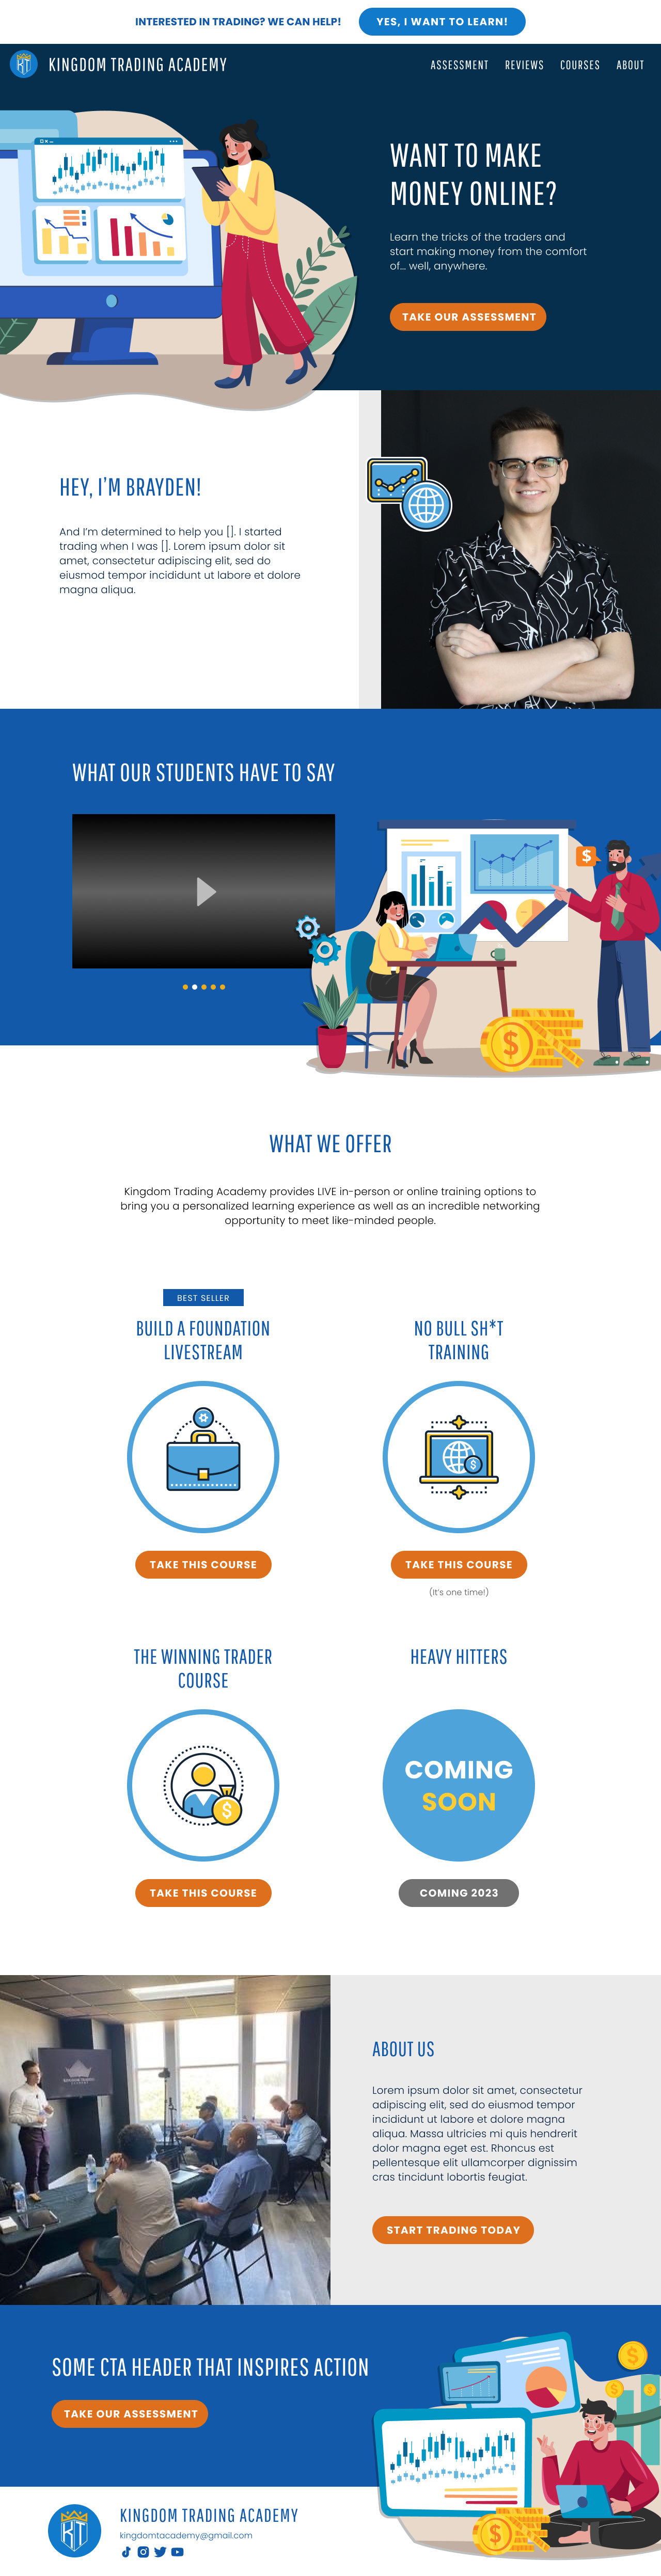 INTERESTED IN TRADING? WE CAN HELP!
YES, I WANT TO LEARN!
KINGDOM TRADING ACADEMY
ASSESSMENT
REVIEWS
COURSES
ABOUT
WANT TO MAKE
MONEY ONLINE?
Learn the tricks of the traders and
start making money from the comfort
of... well, anywhere.
TAKE OUR ASSESSMENT
HEY, I'M BRAYDEN!
And I'm determined to help you []. I started
trading when I was []. Lorem ipsum dolor sit
amet, consectetur adipiscing elit, sed do
eiusmod tempor incididunt ut labore et dolore
magna aliqua.
WHAT OUR STUDENTS HAVE TO SAY
$
$
WHAT WE OFFER
Kingdom Trading Academy provides LIVE in-person or online training options to
bring you a personalized learning experience as well as an incredible networking
opportunity to meet like-minded people.
BEST SELLER
BUILD A FOUNDATION
LIVESTREAM
NO BULL SH*T
TRAINING
$
TAKE THIS COURSE
TAKE THIS COURSE
(It's one time!)
THE WINNING TRADER
COURSE
HEAVY HITTERS
$
COMING
SOON
TAKE THIS COURSE
COMING 2023
KINGDOM TRADING
ABOUT US
Lorem ipsum dolor sit amet, consectetur
adipiscing elit, sed do eiusmod tempor
incididunt ut labore et dolore magna
aliqua. Massa ultricies mi quis hendrerit
dolor magna eget est. Rhoncus est
pellentesque elit ullamcorper dignissim
cras tincidunt lobortis feugiat.
START TRADING TODAY
SOME CTA HEADER THAT INSPIRES ACTION
TAKE OUR ASSESSMENT
$
$
$
$
KT
KINGDOM TRADING ACADEMY
kingdomtacademy@gmail.com